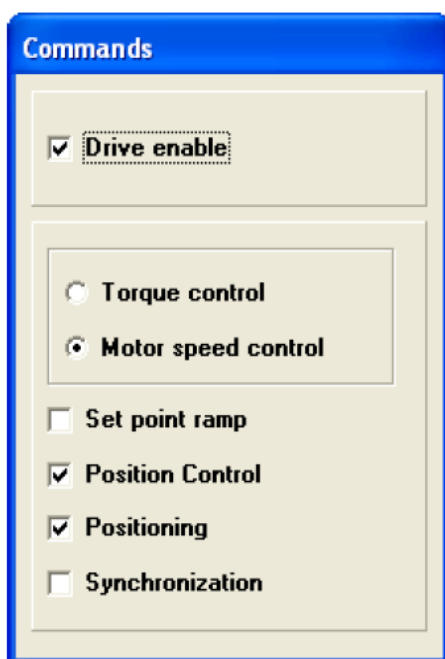 Commands
Drive enable
Torque control
Motor speed control
Set point ramp
Position Control
Positioning
Synchronization